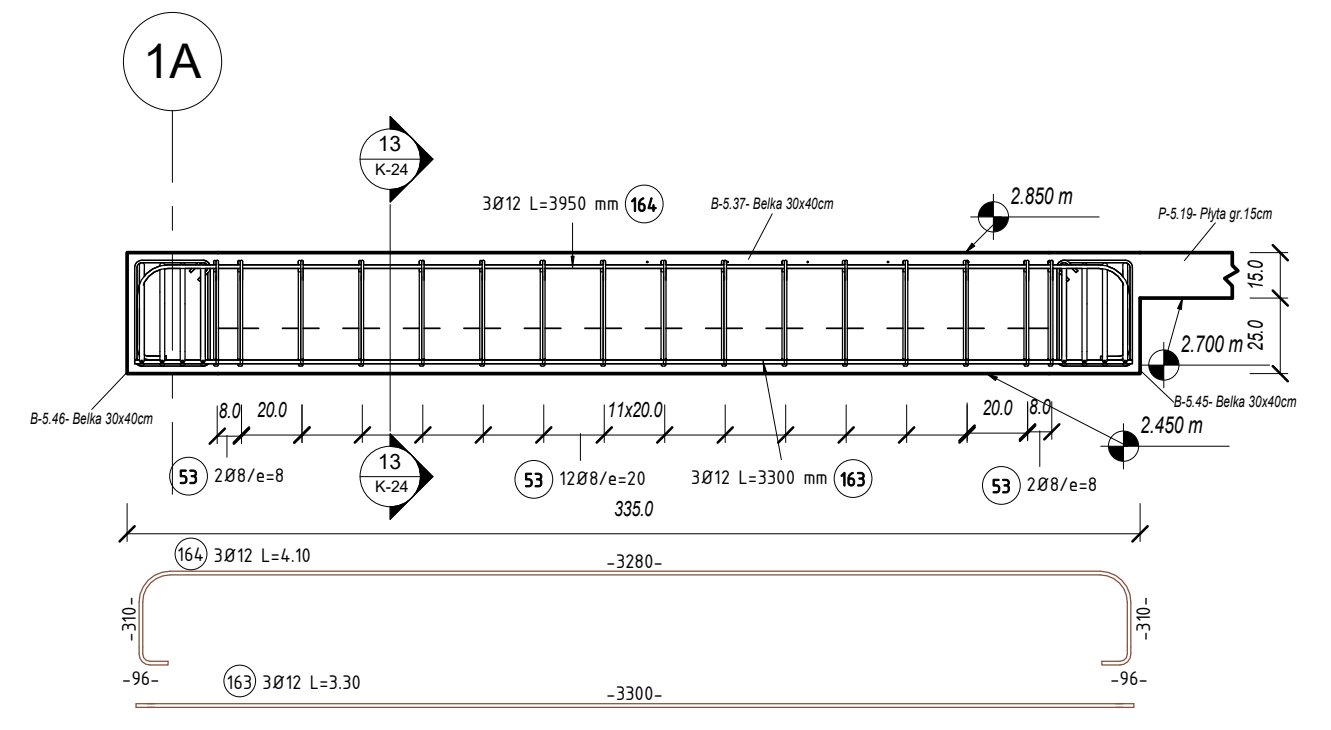 1A
13
K-24
3Ø12 L=3950 mm 164
B-5.37- Belka 30x40cm
2.850 m
P-5.19- Płyta gr.15cm
15.0
25.0
2.700 m
B-5.46- Belka 30x40cm
8.0 20.0 11x20.0 20.0 8.0
B-5.45- Belka 30x40cm
2.450 m
13
K-24
53 2Ø8/e=8
53 12Ø8/e=20
3Ø12 L=3300 mm 163
53 2Ø8/e=8
335.0
164 3Ø12 L=4.10
-3280-
-310-
-310-
-96-
-96-
163 3Ø12 L=3.30
-3300-